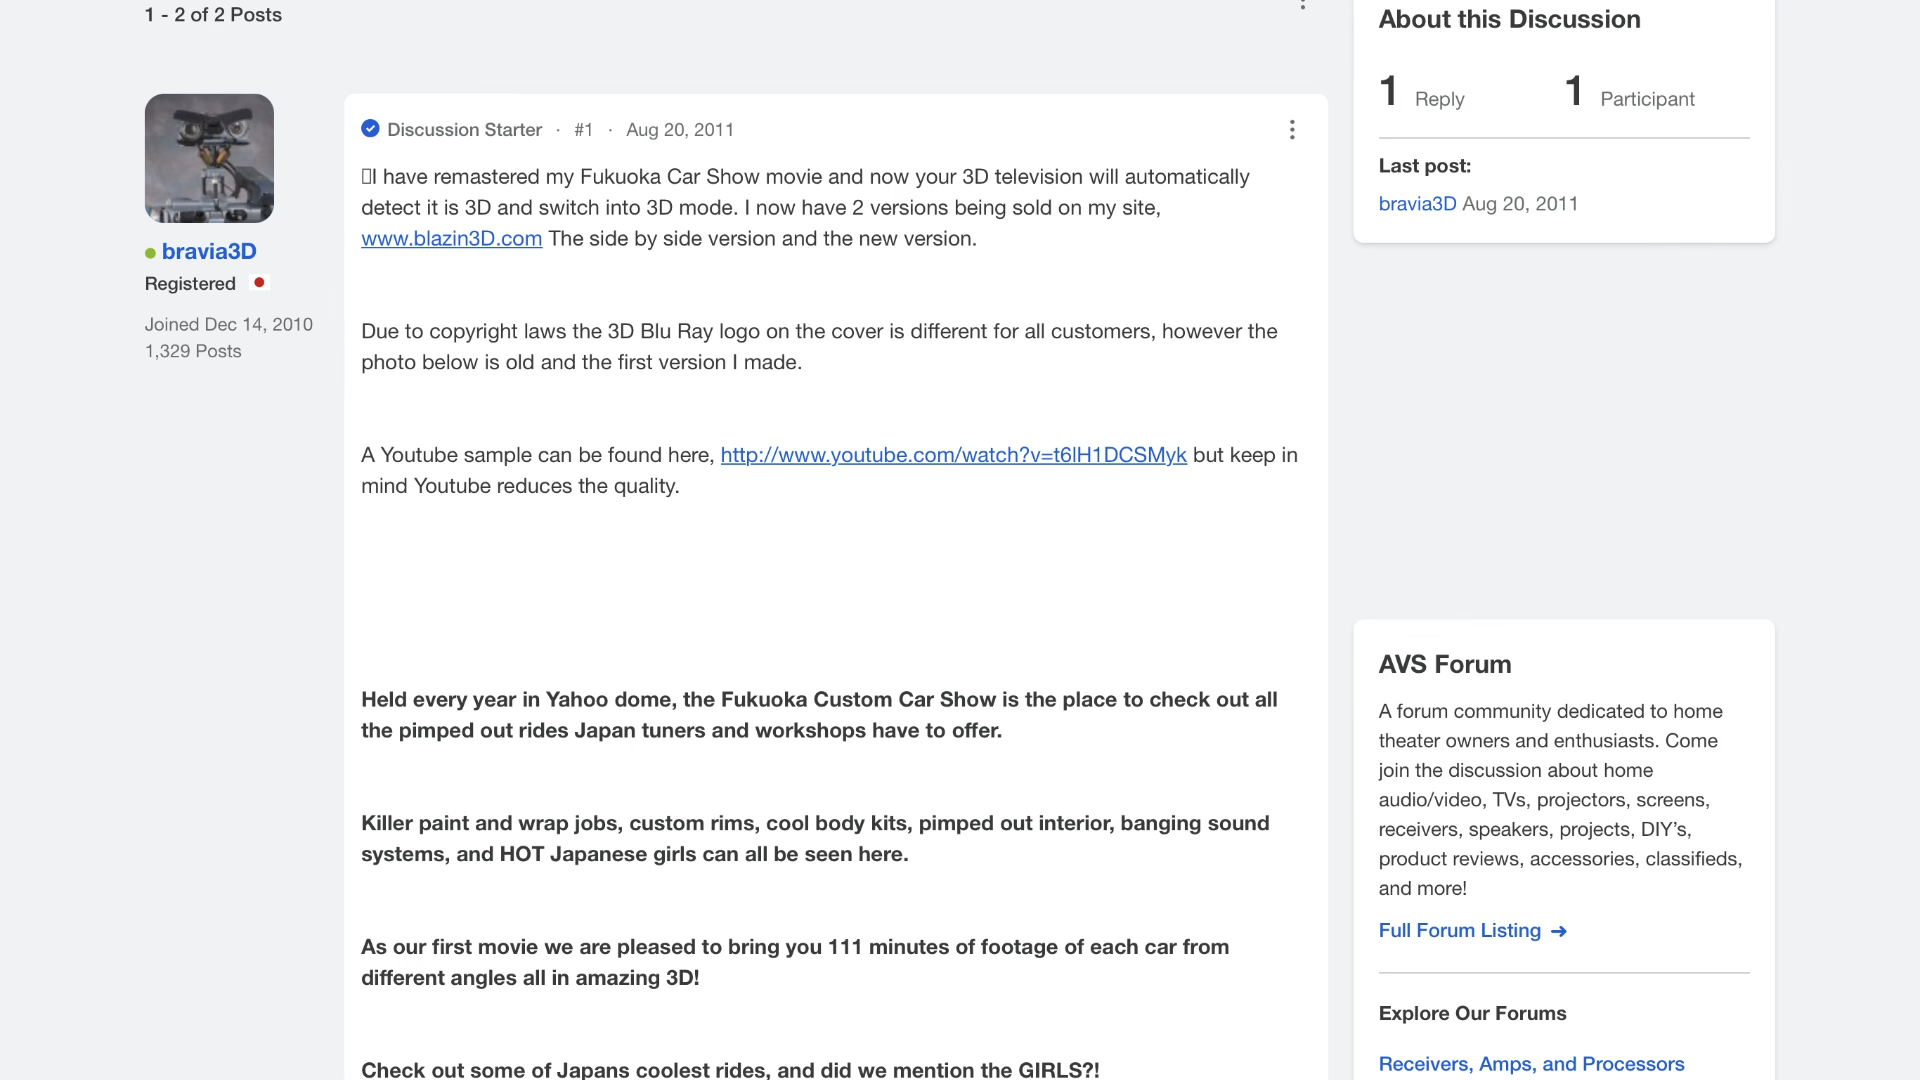 1 - 2 of 2 Posts
bravia3D
Registered
Joined Dec 14, 2010
1,329 Posts
Discussion Starter · #1 · Aug 20, 2011
I have remastered my Fukuoka Car Show movie and now your 3D television will automatically
detect it is 3D and switch into 3D mode. I now have 2 versions being sold on my site,
www.blazin3D.com The side by side version and the new version.
Due to copyright laws the 3D Blu Ray logo on the cover is different for all customers, however the
photo below is old and the first version I made.
A Youtube sample can be found here, http://www.youtube.com/watch?v=t6lH1DCSMyk but keep in
mind Youtube reduces the quality.
Held every year in Yahoo dome, the Fukuoka Custom Car Show is the place to check out all
the pimped out rides Japan tuners and workshops have to offer.
Killer paint and wrap jobs, custom rims, cool body kits, pimped out interior, banging sound
systems, and HOT Japanese girls can all be seen here.
As our first movie we are pleased to bring you 111 minutes of footage of each car from
different angles all in amazing 3D!
Check out some of Japans coolest rides, and did we mention the GIRLS?!
About this Discussion
1 Reply 1 Participant
Last post:
bravia3D Aug 20, 2011
AVS Forum
A forum community dedicated to home
theater owners and enthusiasts. Come
join the discussion about home
audio/video, TVs, projectors, screens,
receivers, speakers, projects, DIY’s,
product reviews, accessories, classifieds,
and more!
Full Forum Listing →
Explore Our Forums
Receivers, Amps, and Processors